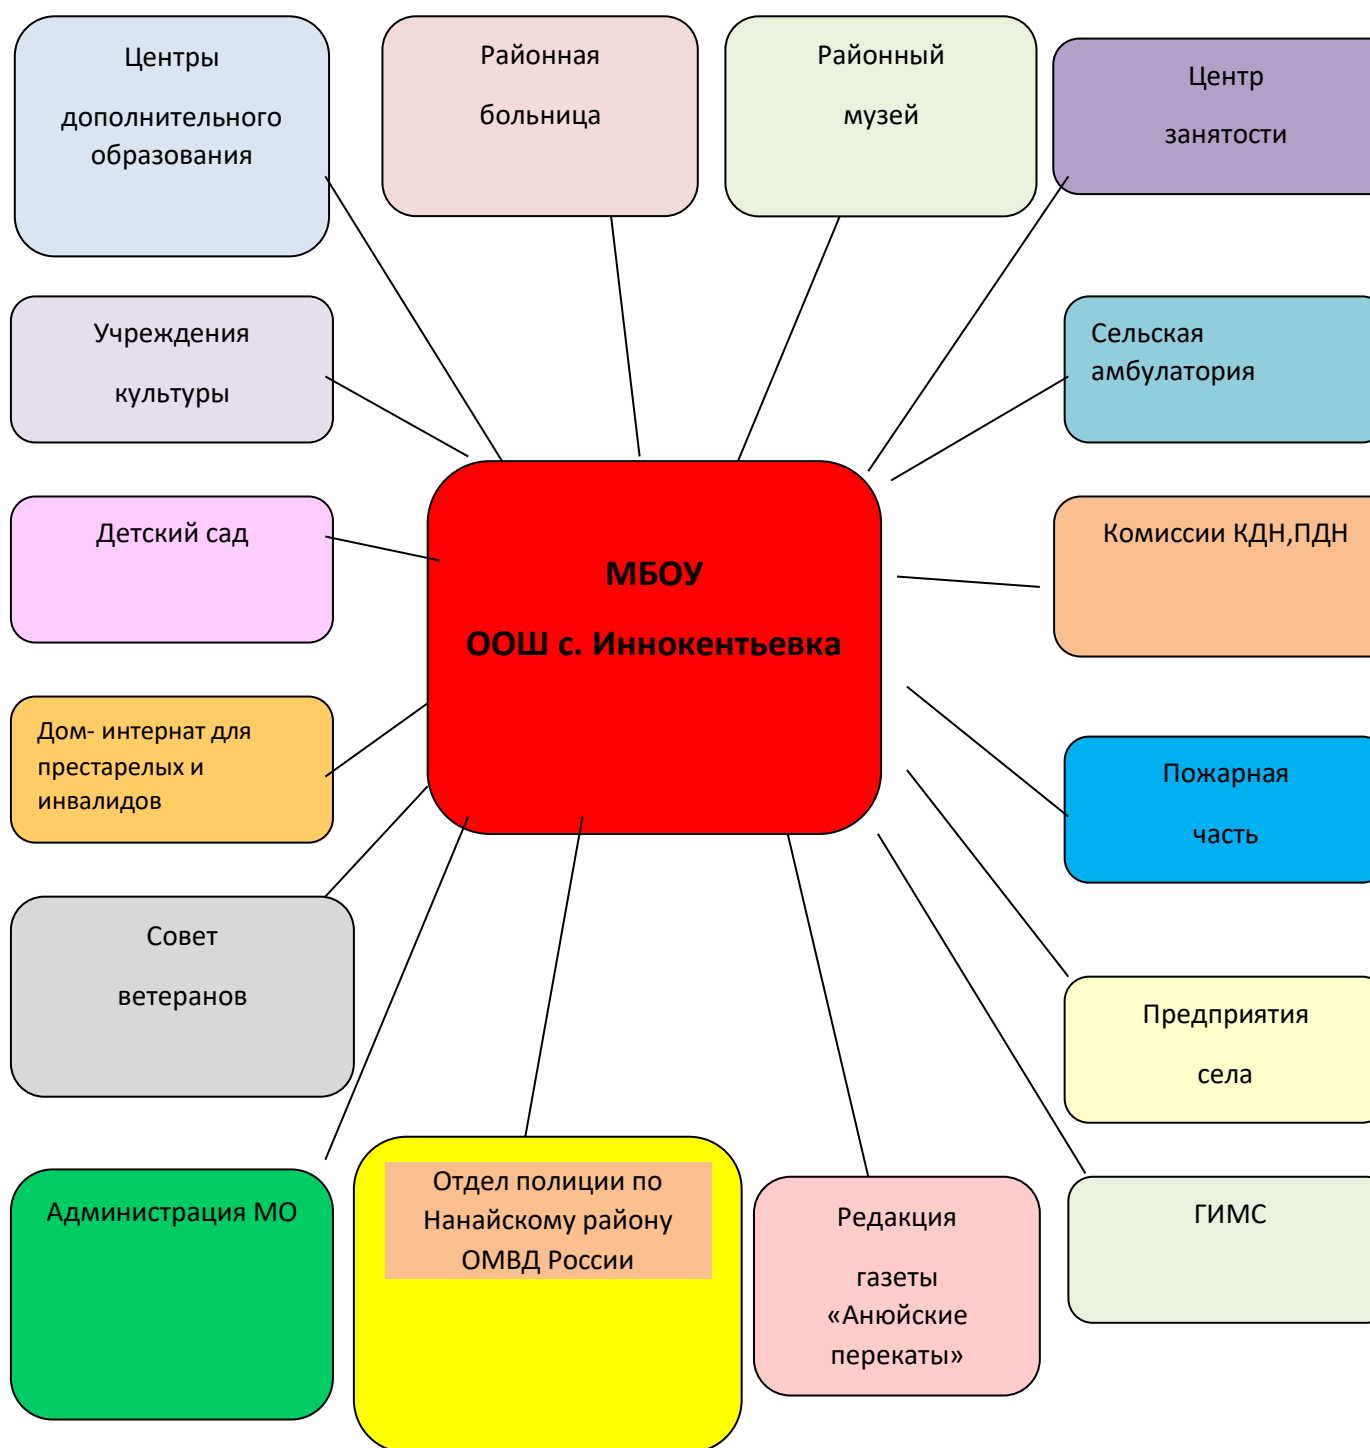 Центры
дополнительного
образования
Районная
больница
Районный
музей
Центр
занятости
Учреждения
культуры
Сельская
амбулатория
Детский сад
МБОУ
ООШ с. Иннокентьевка
Комиссии КДН,ПДН
Дом- интернат для
престарелых и
инвалидов
Пожарная
часть
Совет
ветеранов
Предприятия
села
Администрация МО
Отдел полиции по
Нанайскому району
ОМВД России
Редакция
газеты
«Анюйские
перекаты»
ГИМС